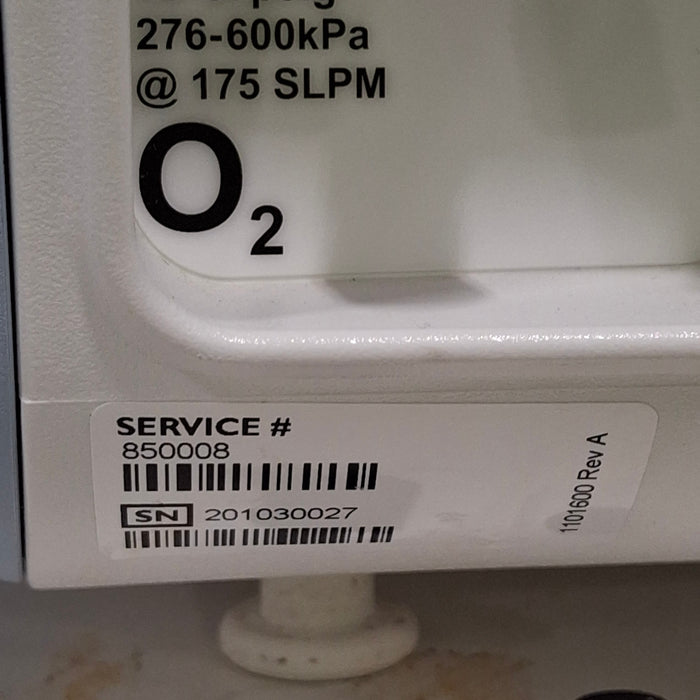 276-600kPa
@ 175 SLPM
O2
SERVICE #
850008
SN 201030027
1101600 Rev A